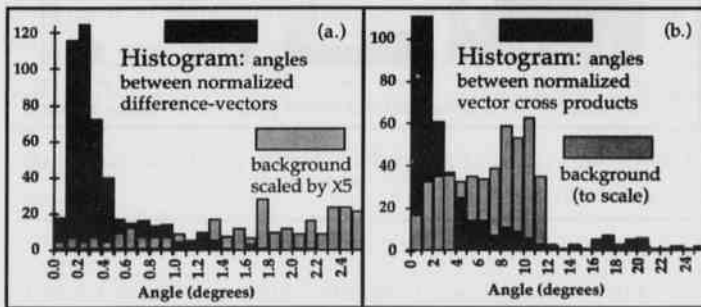 (a.)
Histogram: angles
between normalized
difference-vectors
background
scaled by X5
120
100
80
60
40
20
0
0.0
0.2
0.4
0.6
0.8
1.0
1.2
1.4
1.6
1.7
2.0
2.2
2.4
Angle (degrees)
(b.)
Histogram: angles
between normalized
vector cross products
background
(to scale)
100
80
60
40
20
0
0
2
4
6
8
10
12
14
16
18
20
21
24
Angle (degrees)